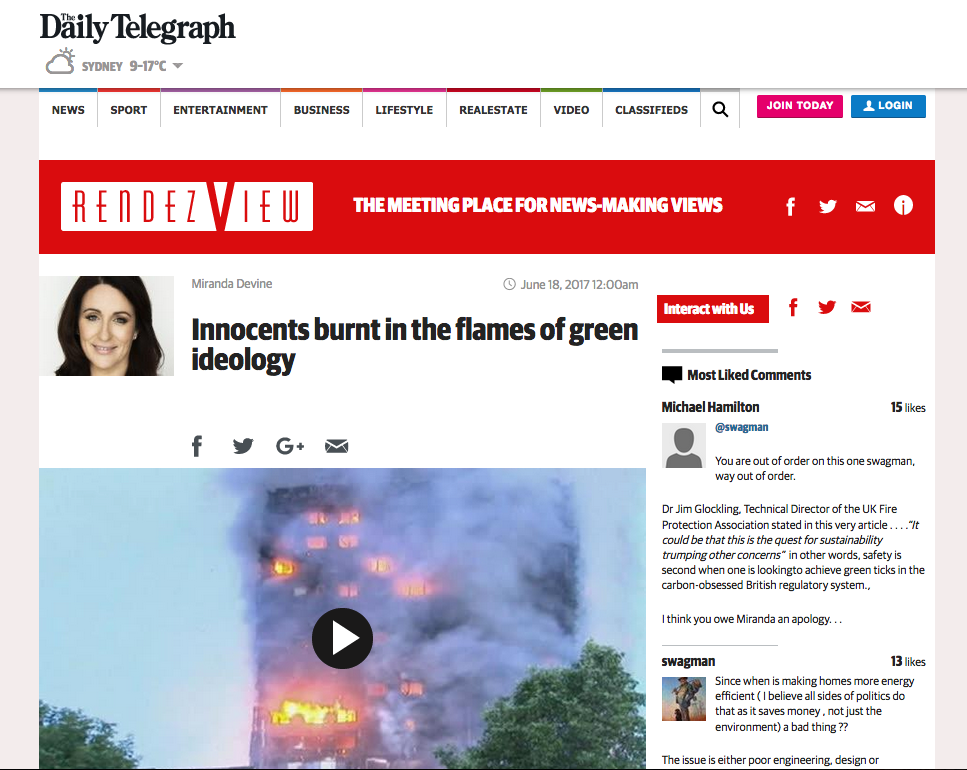 The Daily Telegraph
SYDNEY 9-17°C
NEWS SPORT ENTERTAINMENT BUSINESS LIFESTYLE REALESTATE VIDEO CLASSIFIEDS JOIN TODAY LOGIN
RENDEZVIEW THE MEETING PLACE FOR NEWS-MAKING VIEWS
Miranda Devine June 18, 2017 12:00am
Innocents burnt in the flames of green
ideology
Interact with Us
Most Liked Comments
Michael Hamilton 15 likes
@swagman
You are out of order on this one swagman,
way out of order.
Dr Jim Glockling, Technical Director of the UK Fire
Protection Association stated in this very article . . . .“It
could be that this is the quest for sustainability
trumping other concerns” in other words, safety is
second when one is lookingto achieve green ticks in the
carbon-obsessed British regulatory system.,
I think you owe Miranda an apology. . .
swagman 13 likes
Since when is making homes more energy
efficient ( I believe all sides of politics do
that as it saves money , not just the
environment) a bad thing ??
The issue is either poor engineering, design or